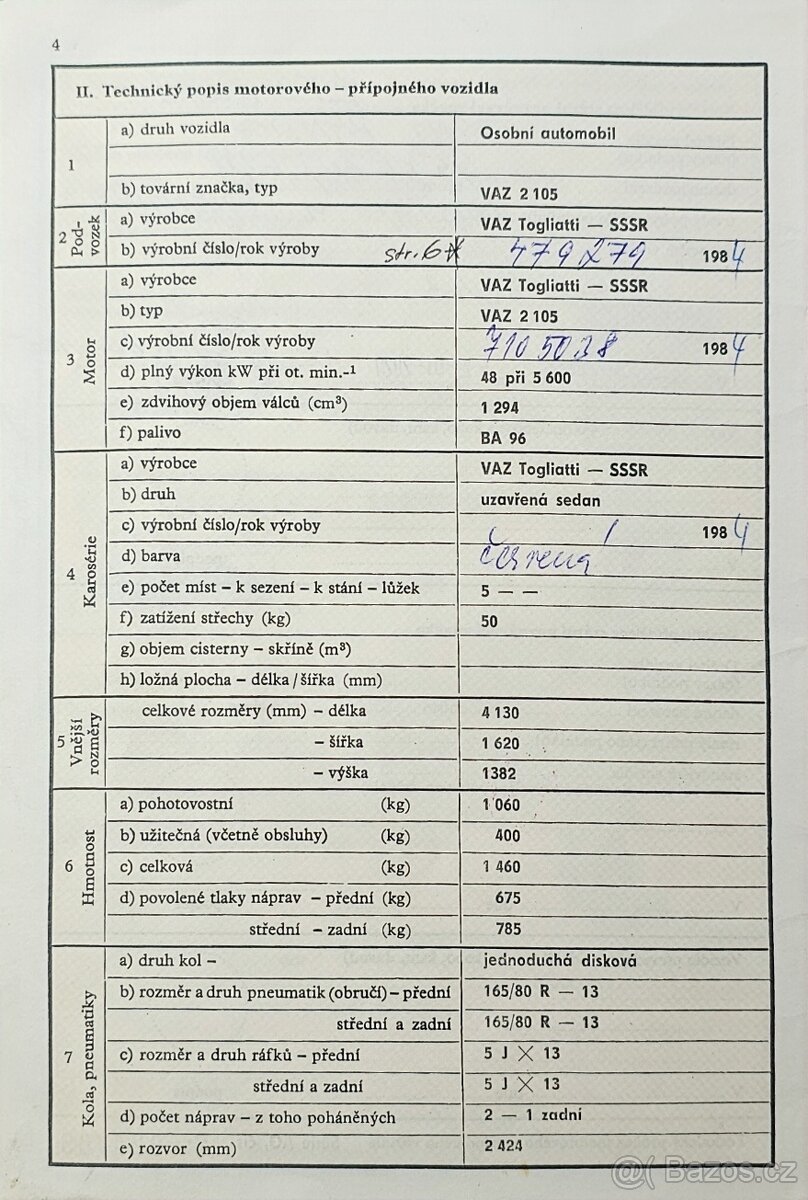 4
II. Technický popis motorového – přípojného vozidla
1
a) druh vozidla Osobní automobil
b) tovární značka, typ VAZ 2105
2 Pod-vozek
a) výrobce VAZ Togliatti — SSSR
b) výrobní číslo/rok výroby str. 6 479279 1984
3 Motor
a) výrobce VAZ Togliatti — SSSR
b) typ VAZ 2105
c) výrobní číslo/rok výroby 7105038 1984
d) plný výkon kW při ot. min.-1 48 při 5 600
e) zdvihový objem válců (cm³) 1 294
f) palivo BA 96
4 Karosérie
a) výrobce VAZ Togliatti — SSSR
b) druh uzavřená sedan
c) výrobní číslo/rok výroby 1984
d) barva červená
e) počet míst – k sezení – k stání – lůžek 5 — —
f) zatížení střechy (kg) 50
g) objem cisterny – skříně (m³)
h) ložná plocha – délka/šířka (mm)
5 Vnější rozměry
celkové rozměry (mm) – délka 4 130
– šířka 1 620
– výška 1382
6 Hmotnost
a) pohotovostní (kg) 1 060
b) užitečná (včetně obsluhy) (kg) 400
c) celková (kg) 1 460
d) povolené tlaky náprav – přední (kg) 675
střední – zadní (kg) 785
7 Kola, pneumatiky
a) druh kol – jednoduchá disková
b) rozměr a druh pneumatik (obručí) – přední 165/80 R — 13
střední a zadní 165/80 R — 13
c) rozměr a druh ráfků – přední 5 J X 13
střední a zadní 5 J X 13
d) počet náprav – z toho poháněných 2 — 1 zadní
e) rozvor (mm) 2 424
@( Bazos.cz